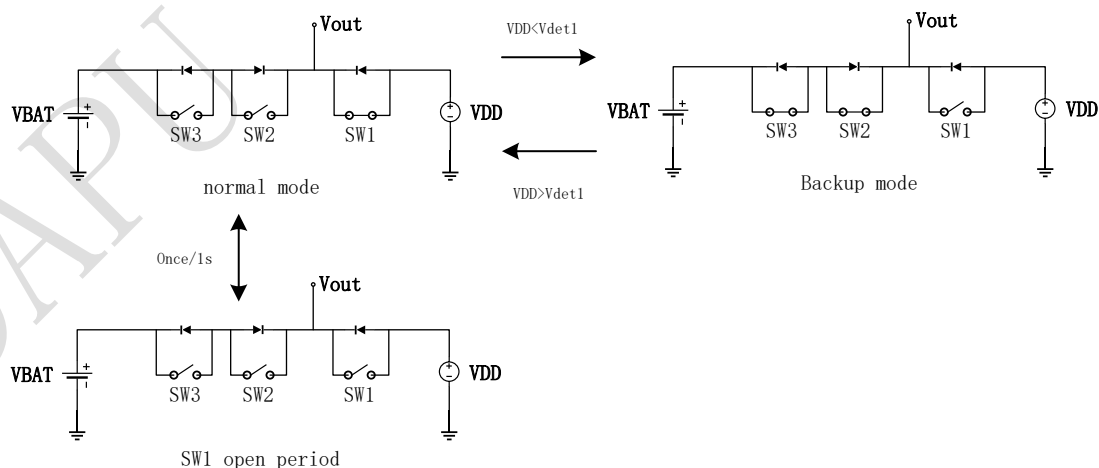 Vout
VBAT
+
-
SW3
SW2
SW1
+
-
VDD
normal mode
VDD<Vdet1
VDD>Vdet1
Vout
VBAT
+
-
SW3
SW2
SW1
+
-
VDD
Backup mode
Once/1s
Vout
VBAT
+
-
SW3
SW2
SW1
+
-
VDD
SW1 open period